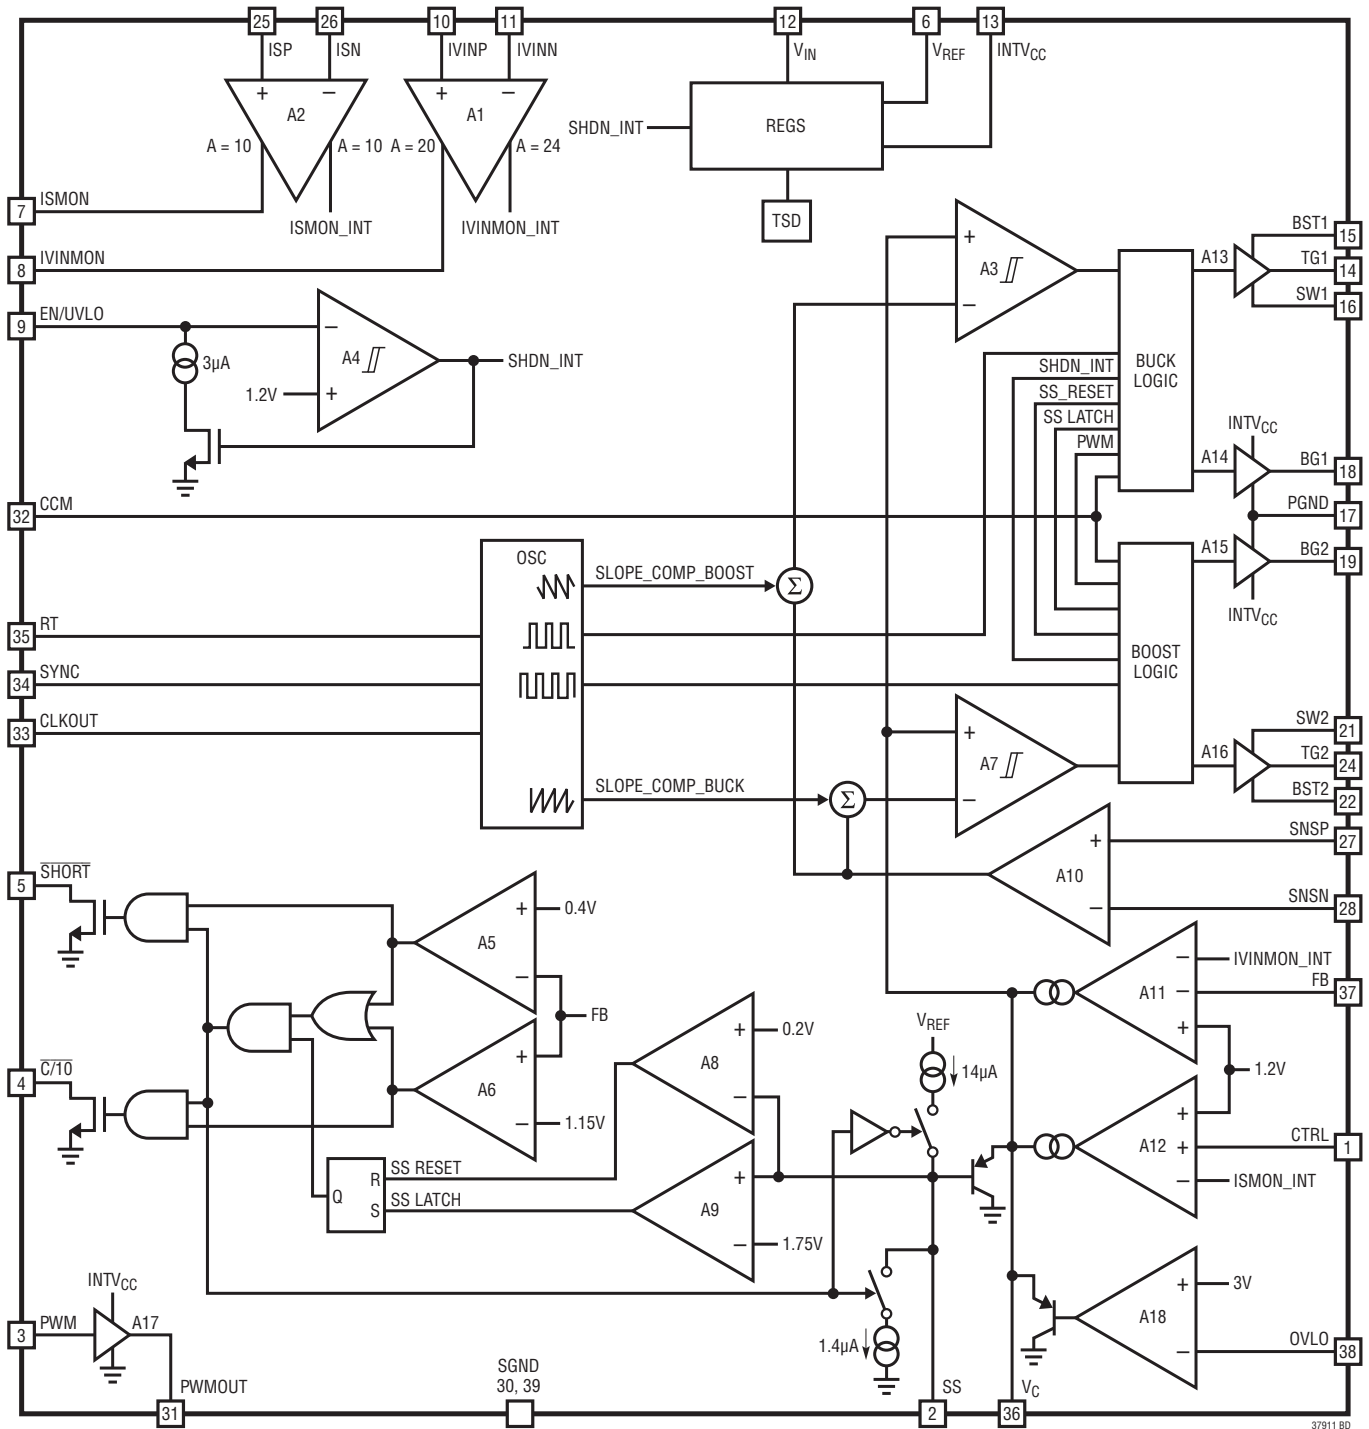 25 26 10 11 12 6 13
ISP ISN IVINP IVINN VIN VREF INTVCC
+ − + −
A2 A1
A = 10 A = 10 A = 20 A = 24
SHDN_INT REGS
TSD
7 ISMON
ISMON_INT IVINMON_INT
8 IVINMON
9 EN/UVLO
− A4 +
3µA
1.2V
SHDN_INT
+ A3 −
BUCK
LOGIC
SHDN_INT
SS_RESET
SS LATCH
PWM
A13
BST1 15
TG1 14
SW1 16
INTVCC
A14
BG1 18
PGND 17
A15
BG2 19
INTVCC
32 CCM
OSC
SLOPE_COMP_BOOST Σ
35 RT
34 SYNC
33 CLKOUT
BOOST
LOGIC
+ A7 −
SLOPE_COMP_BUCK Σ
A16
SW2 21
TG2 24
BST2 22
SNSP 27
+ A10 −
SNSN 28
5 SHORT
+ 0.4V
A5
−
FB
+
A6
− 1.15V
4 C/10
+ 0.2V
A8
−
SS RESET
R
Q
S
SS LATCH
+
A9
− 1.75V
VREF
14µA
− IVINMON_INT
A11 − FB 37
+
1.2V
+
A12 + CTRL 1
− ISMON_INT
+ 3V
A18
− OVLO 38
INTVCC
3 PWM A17
PWMOUT
31
SGND
30, 39
1.4µA
SS
2
VC
36
37911 BD